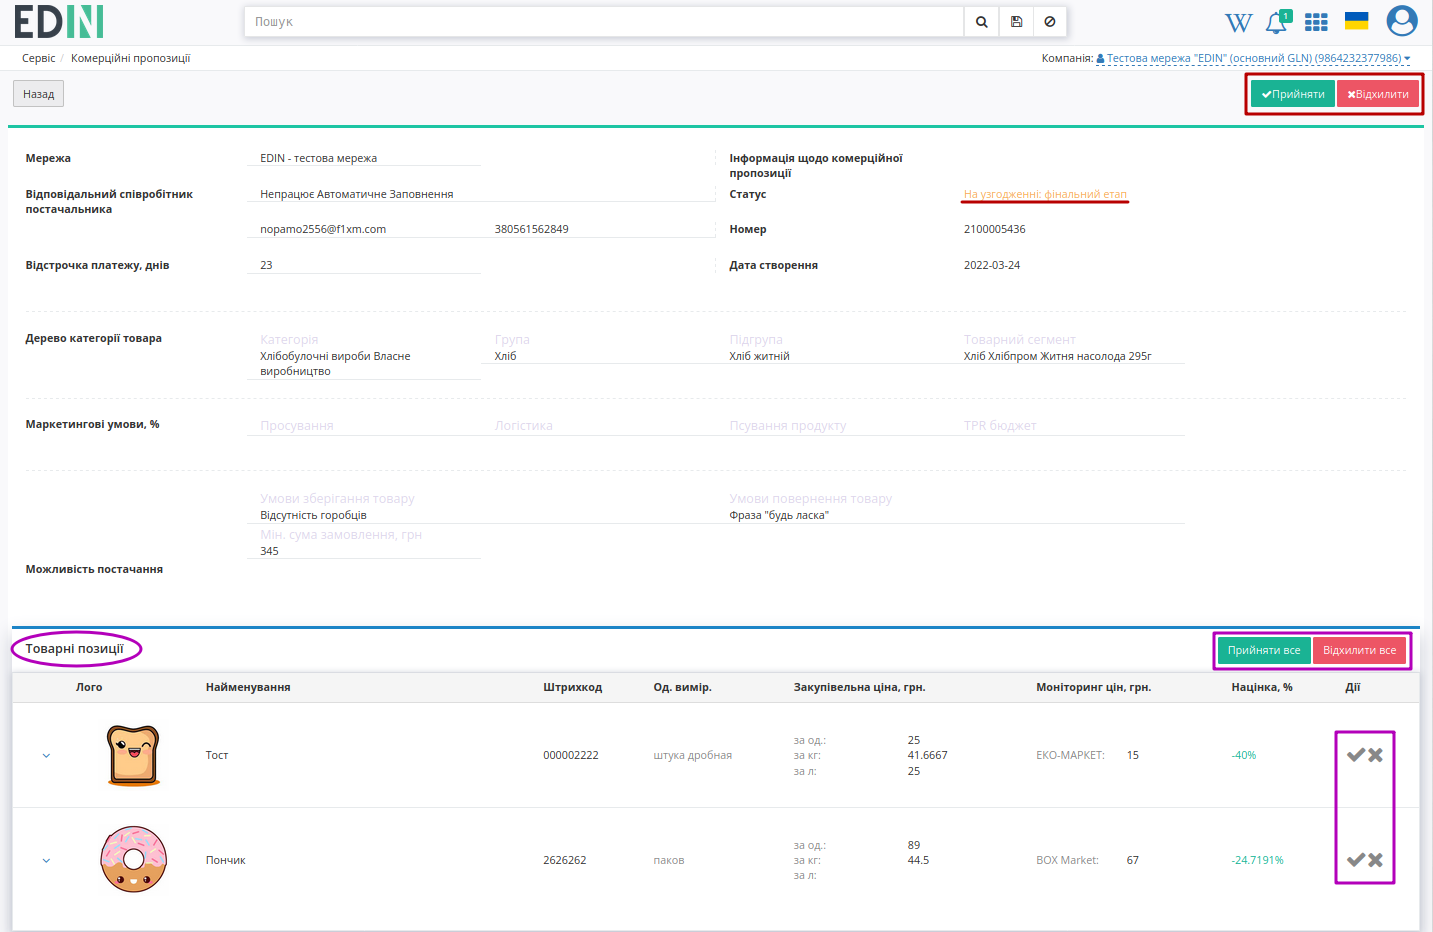 EDIN
Пошук
1
Сервіс / Комерційні пропозиції
Компанія: Тестова мережа "EDIN" (основний GLN) (9864232377986)
Назад
Прийняти Відхилити
Мережа EDIN - тестова мережа
Інформація щодо комерційної
пропозиції
Відповідальний співробітник
постачальника
Непрацює Автоматичне Заповнення
Статус На узгодженні: фінальний етап
nopamo2556@f1xm.com 380561562849
Номер 2100005436
Відстрочка платежу, днів 23
Дата створення 2022-03-24
Дерево категорії товара
Категорія Група Підгрупа Товарний сегмент
Хлібобулочні вироби Власне
виробництво
Хліб Хліб житній Хліб Хлібпром Житня насолода 295г
Маркетингові умови, % Просування Логістика Псування продукту TPR бюджет
Умови зберігання товару Умови повернення товару
Відсутність горобців Фраза "будь ласка"
Мін. сума замовлення, грн
345
Можливість постачання
Товарні позиції Прийняти все Відхилити все
Лого Найменування Штрихкод Од. вимір. Закупівельна ціна, грн. Моніторинг цін, грн. Націнка, % Дії
за од.: 25
Тост 000002222 штука дробная за кг: 41.6667 ЕКО-МАРКЕТ: 15 -40%
за л: 25
за од.: 89
Пончик 2626262 паков за кг: 44.5 BOX Market: 67 -24.7191%
за л: